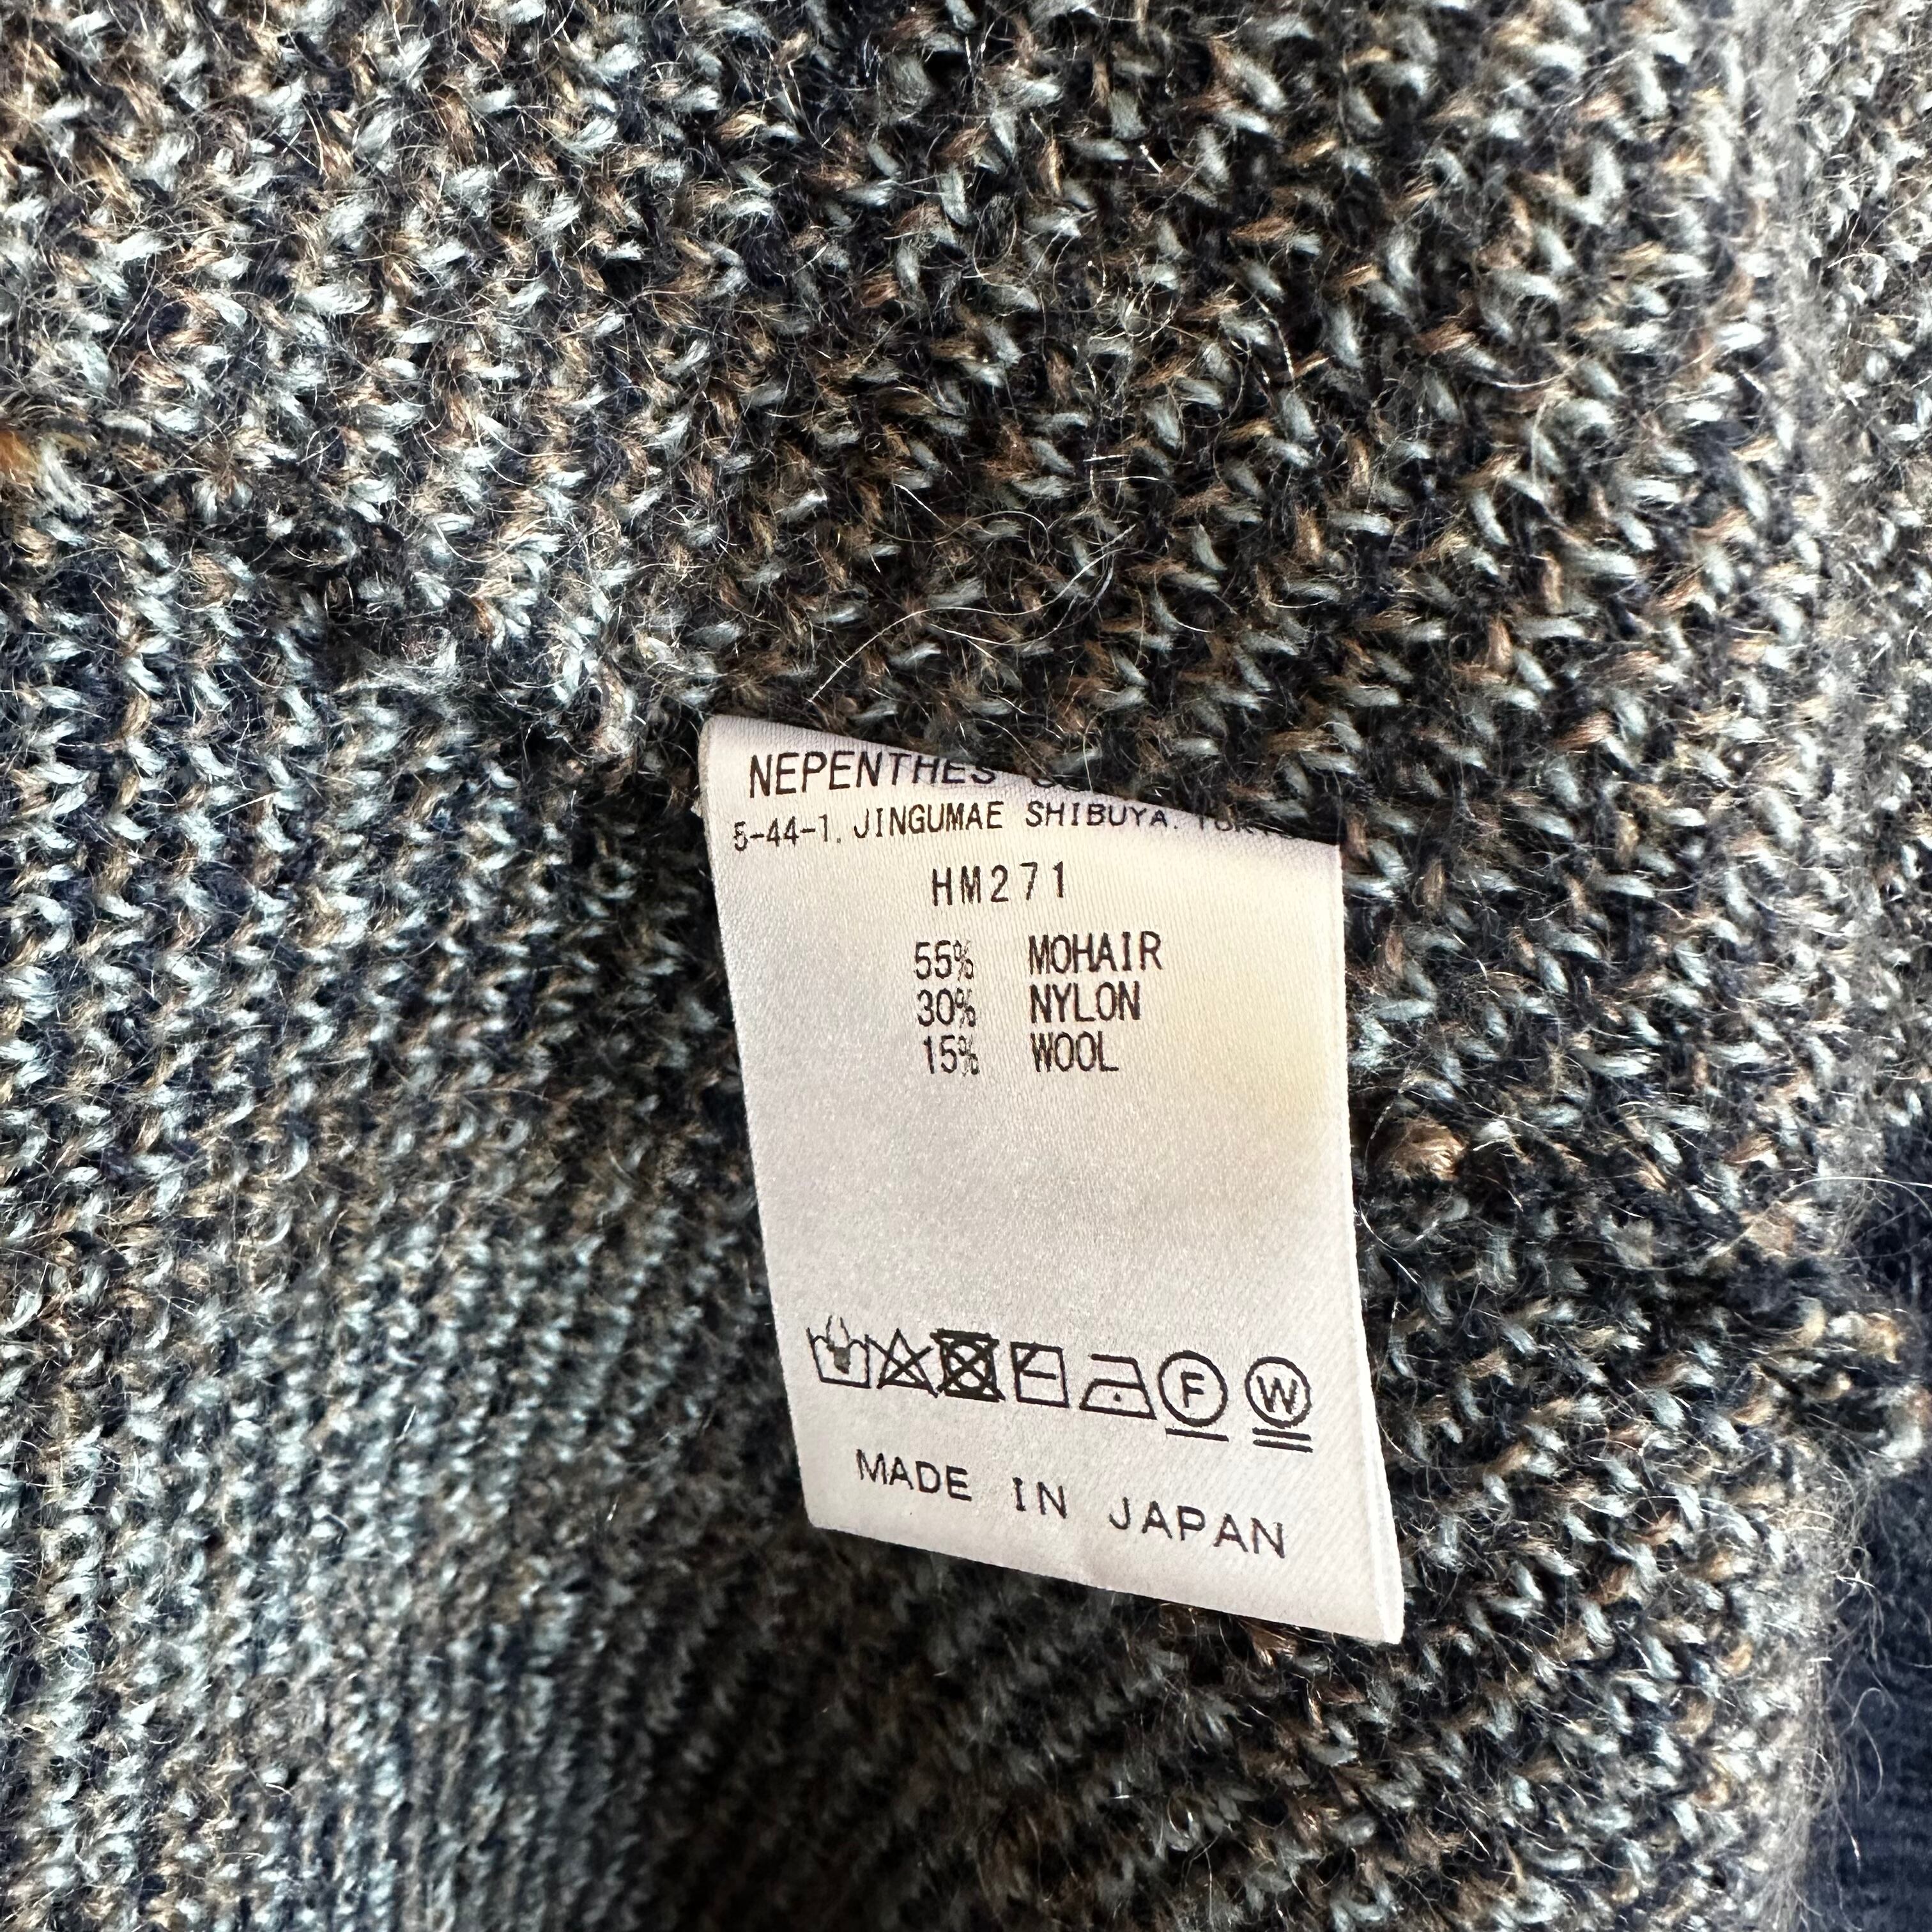 NEPENTHES
5-44-1, JINGUMAE SHIBUYA.
HM271
55% MOHAIR
30% NYLON
15% WOOL
F W
MADE IN JAPAN